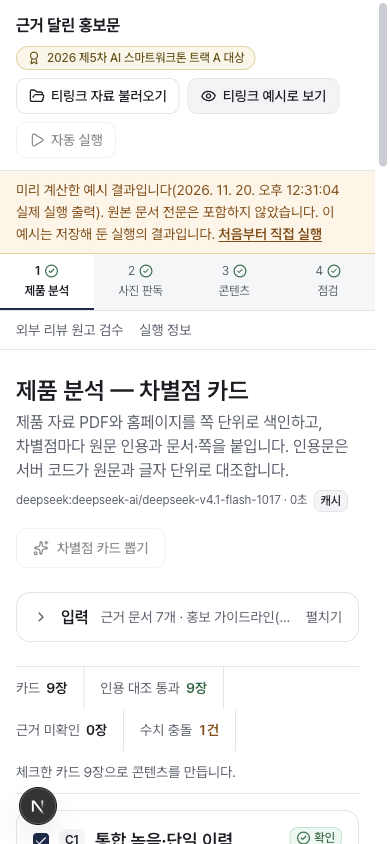 근거 달린 홍보문
2026 제5차 AI 스마트워크톤 트랙 A 대상
티링크 자료 불러오기
티링크 예시로 보기
자동 실행
미리 계산한 예시 결과입니다(2026. 11. 20. 오후 12:31:04
실제 실행 출력). 원본 문서 전문은 포함하지 않았습니다. 이
예시는 저장해 둔 실행의 결과입니다. 처음부터 직접 실행
1
제품 분석
2
사진 판독
3
콘텐츠
4
점검
외부 리뷰 원고 검수 실행 정보
제품 분석 — 차별점 카드
제품 자료 PDF와 홈페이지를 쪽 단위로 색인하고,
차별점마다 원문 인용과 문서·쪽을 붙입니다. 인용문은
서버 코드가 원문과 글자 단위로 대조합니다.
deepseek:deepseek-ai/deepseek-v4.1-flash-1017 · 0초 캐시
차별점 카드 뽑기
입력 근거 문서 7개 · 홍보 가이드라인(... 펼치기
카드 9장 인용 대조 통과 9장
근거 미확인 0장 수치 충돌 1건
체크한 카드 9장으로 콘텐츠를 만듭니다.
N
C1 통합 녹음·단일 이력 확인